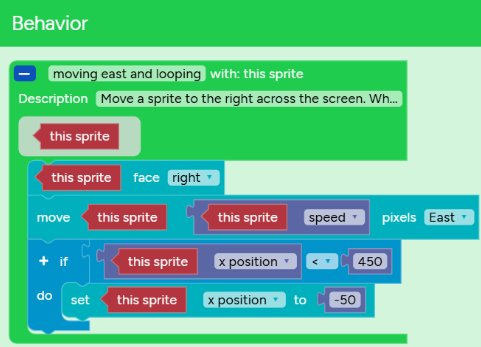 Behavior
moving east and looping with: this sprite
Description Move a sprite to the right across the screen. Wh...
this sprite
this sprite face right
move this sprite this sprite speed pixels East
+ if this sprite x position < 450
do set this sprite x position to -50